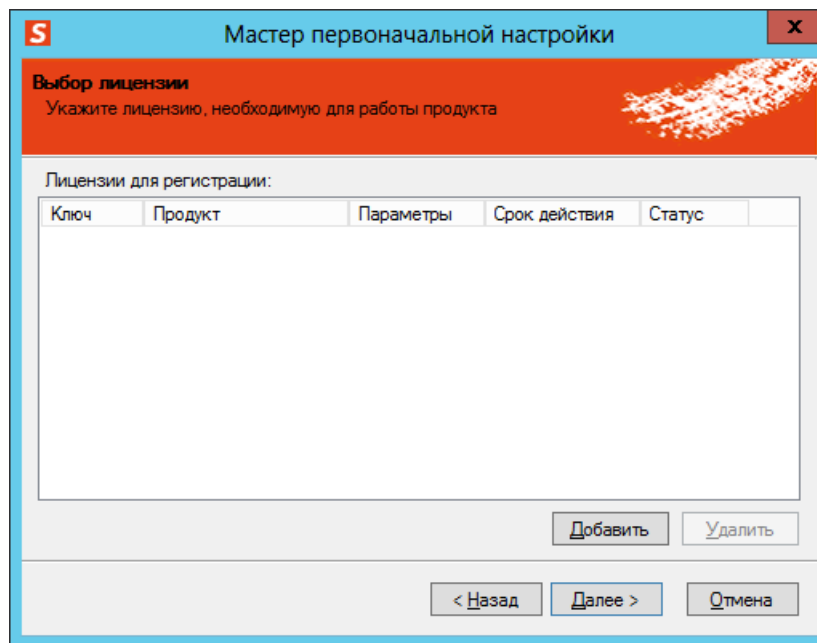 S
Мастер первоначальной настройки
x
Выбор лицензии
Укажите лицензию, необходимую для работы продукта
Лицензии для регистрации:
Ключ Продукт Параметры Срок действия Статус
Добавить Удалить
< Назад Далее > Отмена